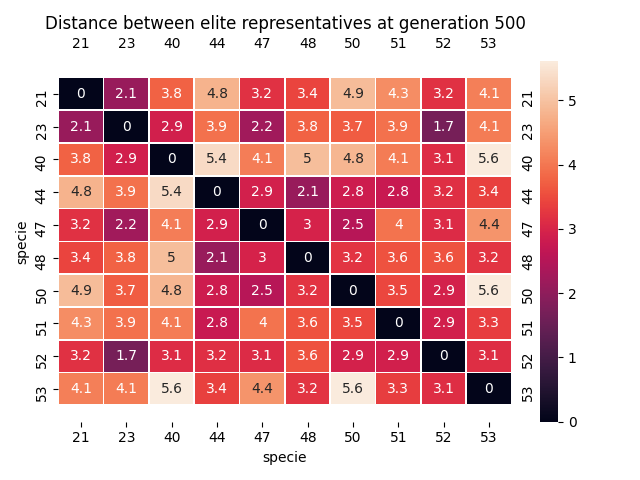 Distance between elite representatives at generation 500
21 23 40 44 47 48 50 51 52 53
21 0 2.1 3.8 4.8 3.2 3.4 4.9 4.3 3.2 4.1 21
23 2.1 0 2.9 3.9 2.2 3.8 3.7 3.9 1.7 4.1 23
40 3.8 2.9 0 5.4 4.1 5 4.8 4.1 3.1 5.6 40
44 4.8 3.9 5.4 0 2.9 2.1 2.8 2.8 3.2 3.4 44
47 3.2 2.2 4.1 2.9 0 3 2.5 4 3.1 4.4 47
48 3.4 3.8 5 2.1 3 0 3.2 3.6 3.6 3.2 48
50 4.9 3.7 4.8 2.8 2.5 3.2 0 3.5 2.9 5.6 50
51 4.3 3.9 4.1 2.8 4 3.6 3.5 0 2.9 3.3 51
52 3.2 1.7 3.1 3.2 3.1 3.6 2.9 2.9 0 3.1 52
53 4.1 4.1 5.6 3.4 4.4 3.2 5.6 3.3 3.1 0 53
21 23 40 44 47 48 50 51 52 53
specie
specie
5
4
3
2
1
0